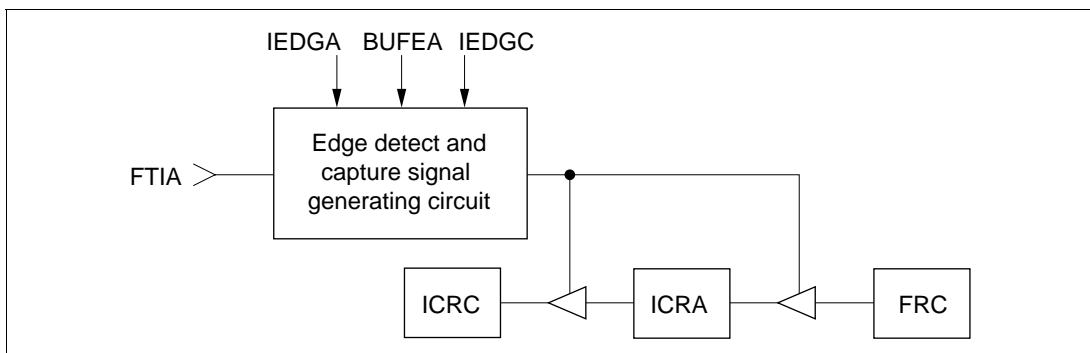 IEDGA BUFEA IEDGC
FTIA
Edge detect and
capture signal
generating circuit
ICRC
ICRA
FRC